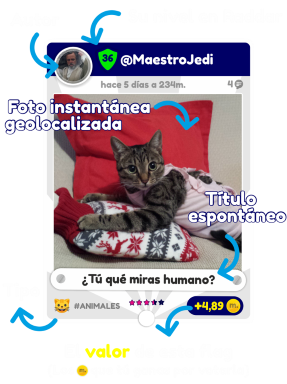 36 @MaestroJedi
hace 5 días a 234m. 4
Foto instantánea
geolocalizada
Título
espontáneo
¿Tú qué miras humano?
#ANIMALES +4,89
valor